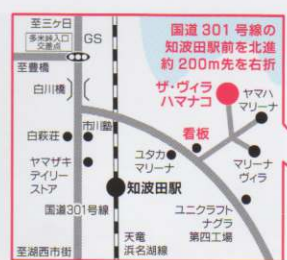 至三ヶ日
多米峠入口
交差点
GS
至豊橋
白川橋
白萩荘
市川塾
ヤマザキ
デイリー
ストア
国道301号線
至湖西市街
国道301号線の
知波田駅前を北進
約200m先を右折
ザ・ヴィラ
ハマナコ
ヤマハ
マリーナ
看板
ユタカ
マリーナ
マリーナ
ヴィラ
知波田駅
ユニクラフト
ナグラ
第四工場
天竜
浜名湖線